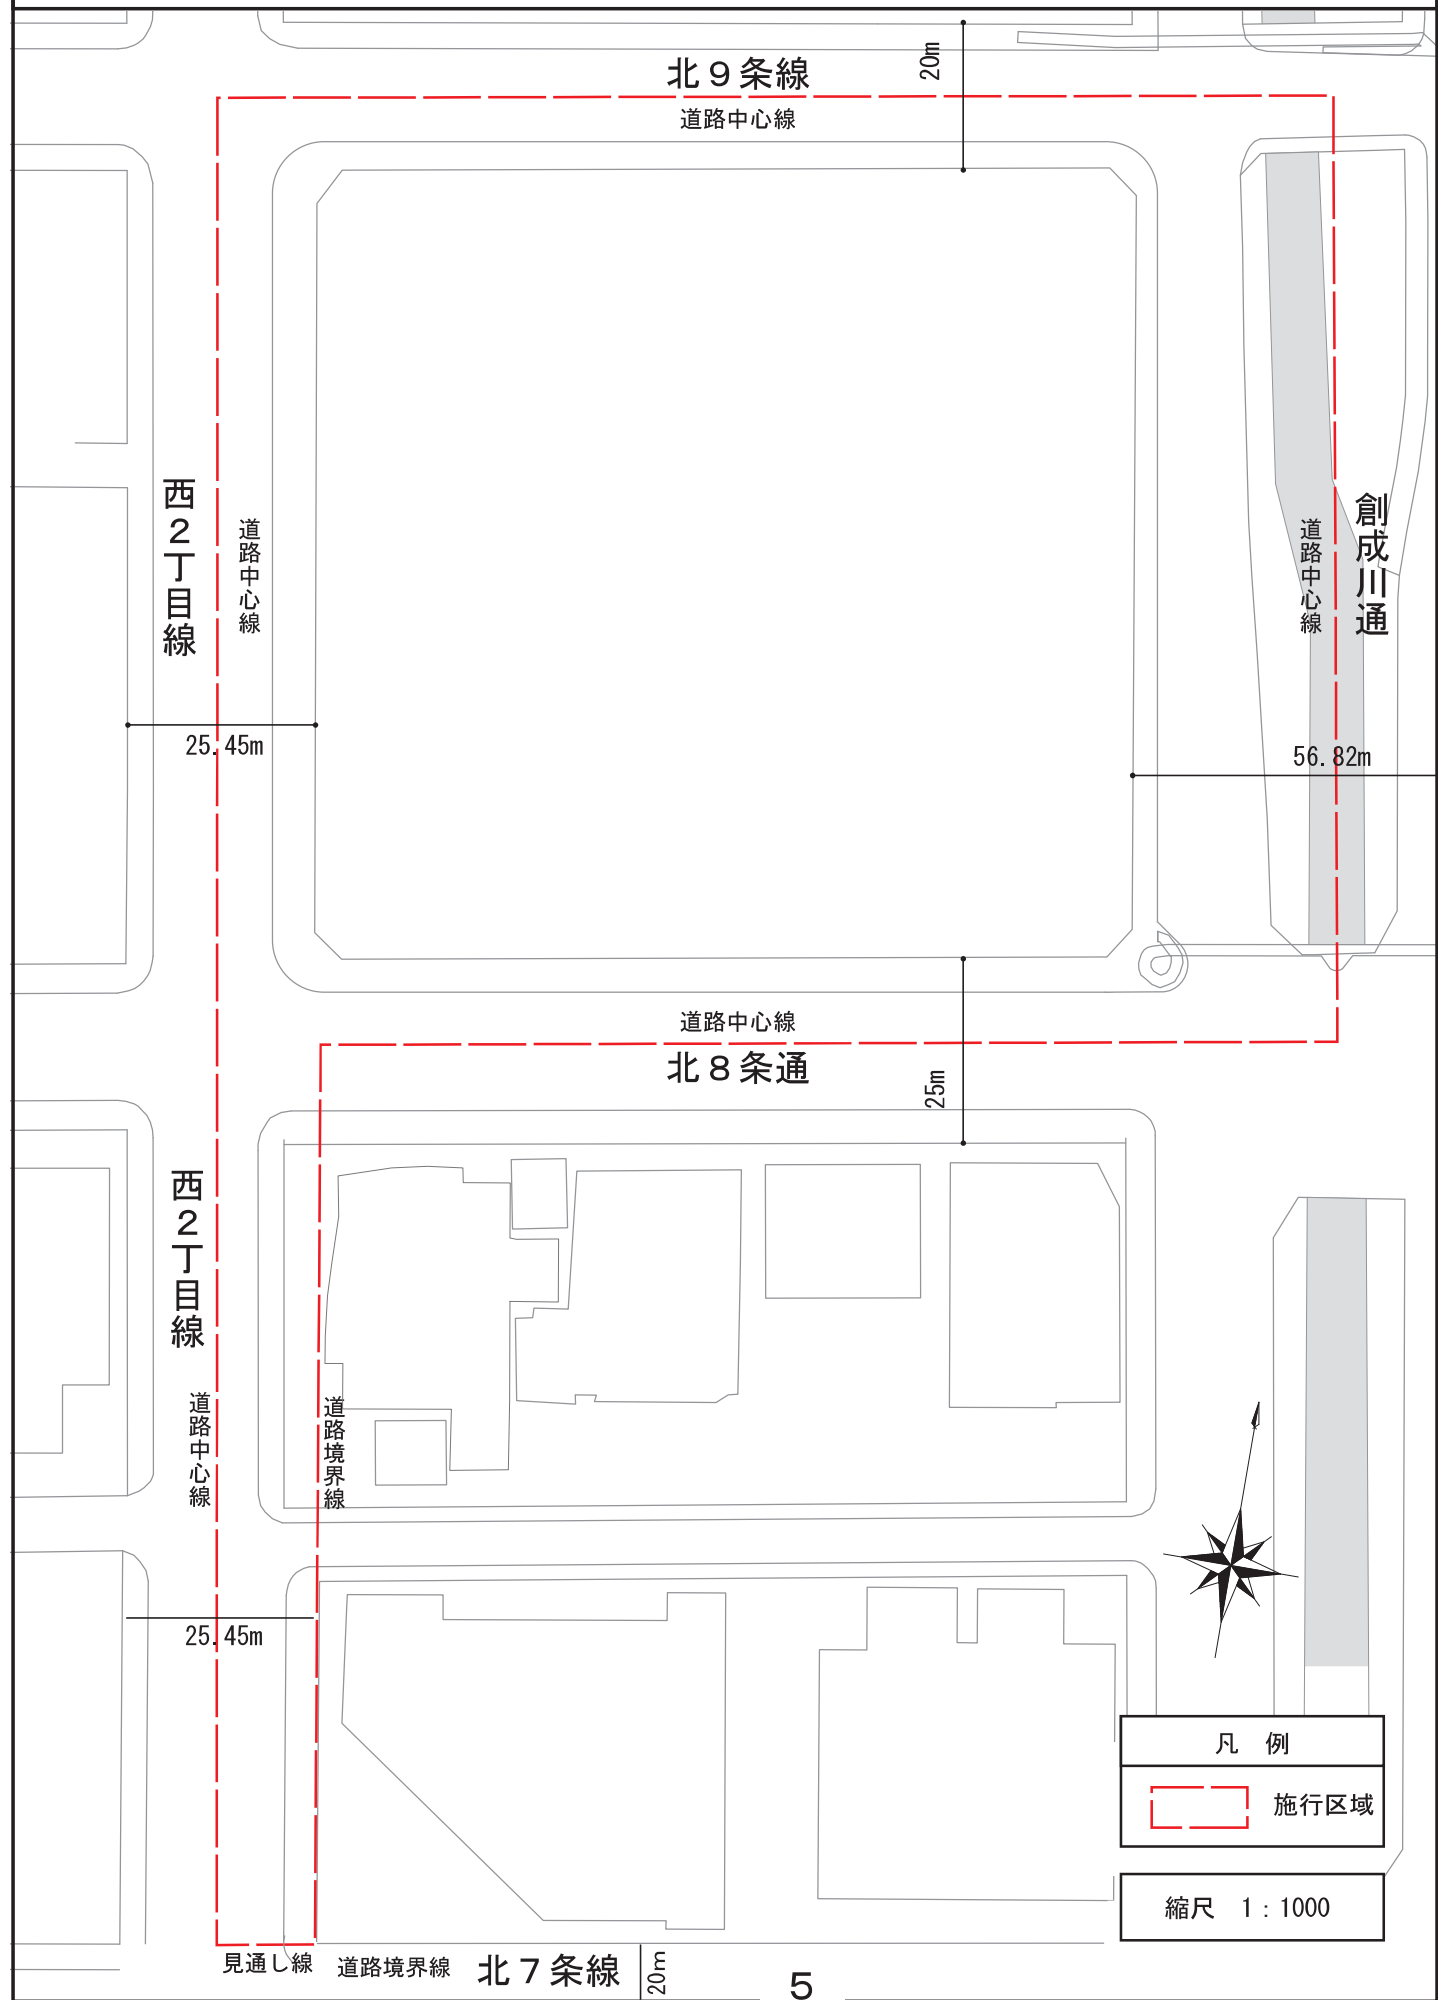 北９条線
20m
道路中心線
西２丁目線
道路中心線
創成川通
道路中心線
25.45m
56.82m
道路中心線
北８条通
25m
西２丁目線
道路中心線
道路境界線
25.45m
凡 例
施行区域
縮尺 1：1000
見通し線
道路境界線
北７条線
20m
5